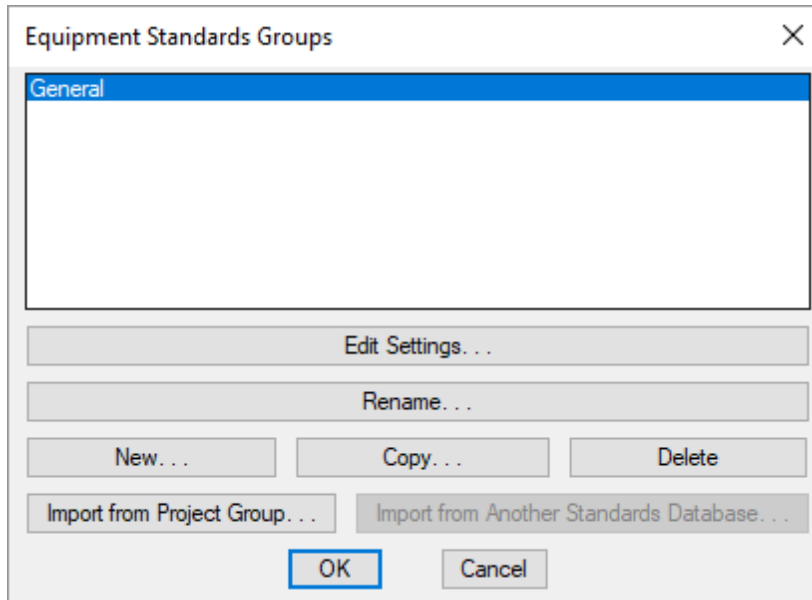 Equipment Standards Groups
General
Edit Settings. . .
Rename. . .
New. . .
Copy. . .
Delete
Import from Project Group. . .
Import from Another Standards Database. . .
OK
Cancel